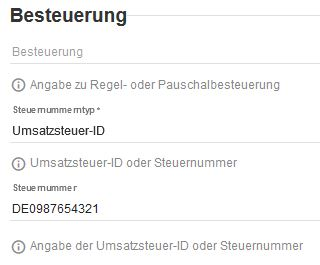 Besteuerung
Besteuerung
Angabe zu Regel- oder Pauschalbesteuerung
Steuernummerntyp *
Umsatzsteuer-ID
Umsatzsteuer-ID oder Steuernummer
Steuernummer
DE0987654321
Angabe der Umsatzsteuer-ID oder Steuernummer